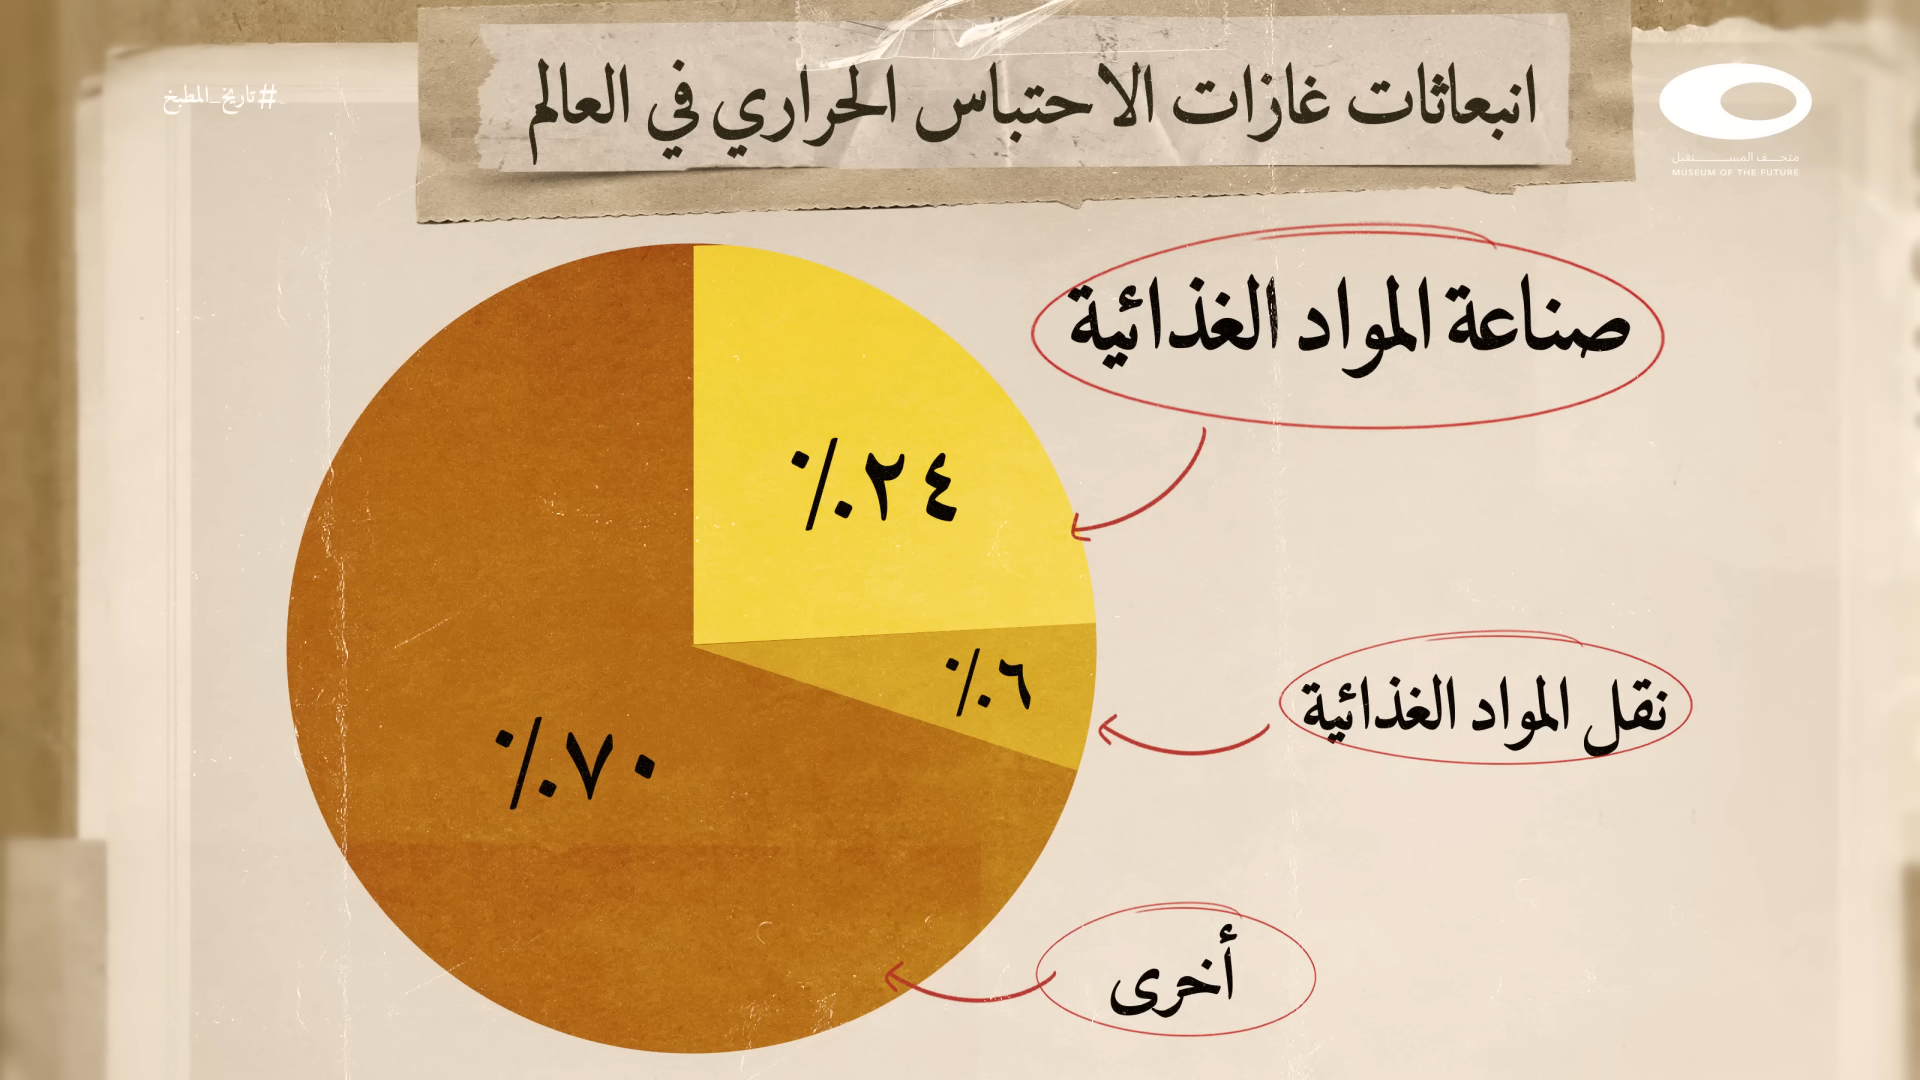 انبعاثات غازات الاحتباس الحراري في العالم
#تاريخ_المطبخ
متحف المستقبل
MUSEUM OF THE FUTURE
صناعة المواد الغذائية
٪٢٤
نقل المواد الغذائية
٪٦
٪٧٠
أخرى